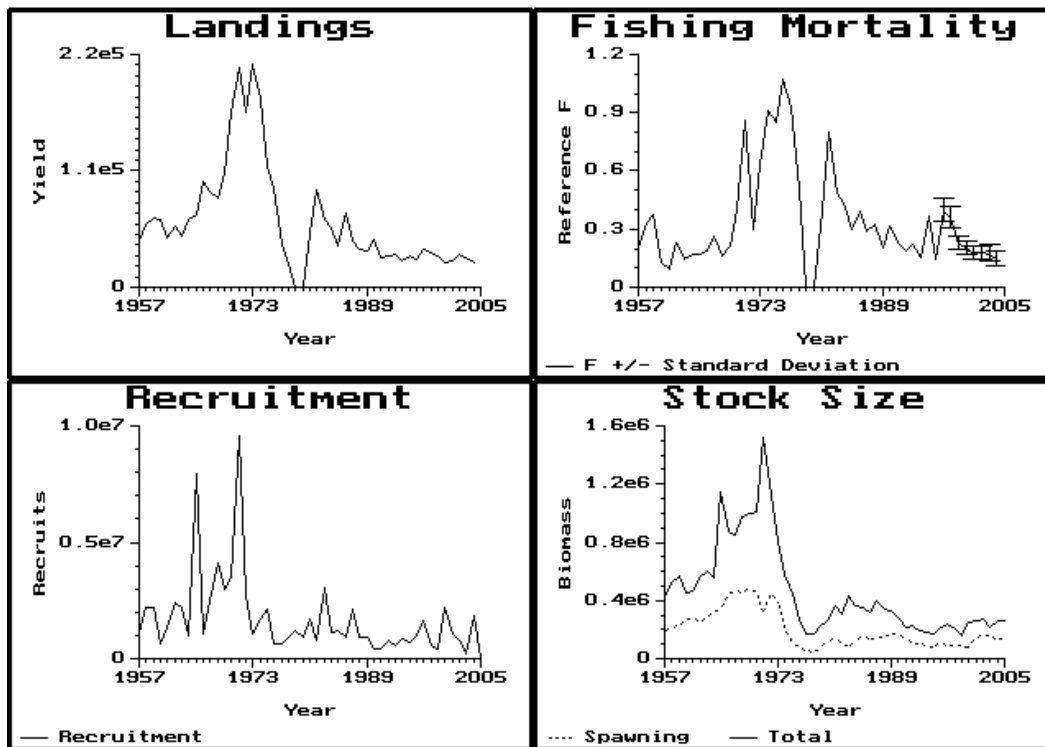 Landings
2.2e5
1.1e5
0
Yield
1957 1973 1989 2005
Year
Fishing Mortality
1.2
0.9
0.6
0.3
0
Reference F
1957 1973 1989 2005
Year
F +/- Standard Deviation
Recruitment
1.0e7
0.5e7
0
Recruits
1957 1973 1989 2005
Year
Recruitment
Stock Size
1.6e6
1.2e6
0.8e6
0.4e6
0
Biomass
1957 1973 1989 2005
Year
Spawning Total